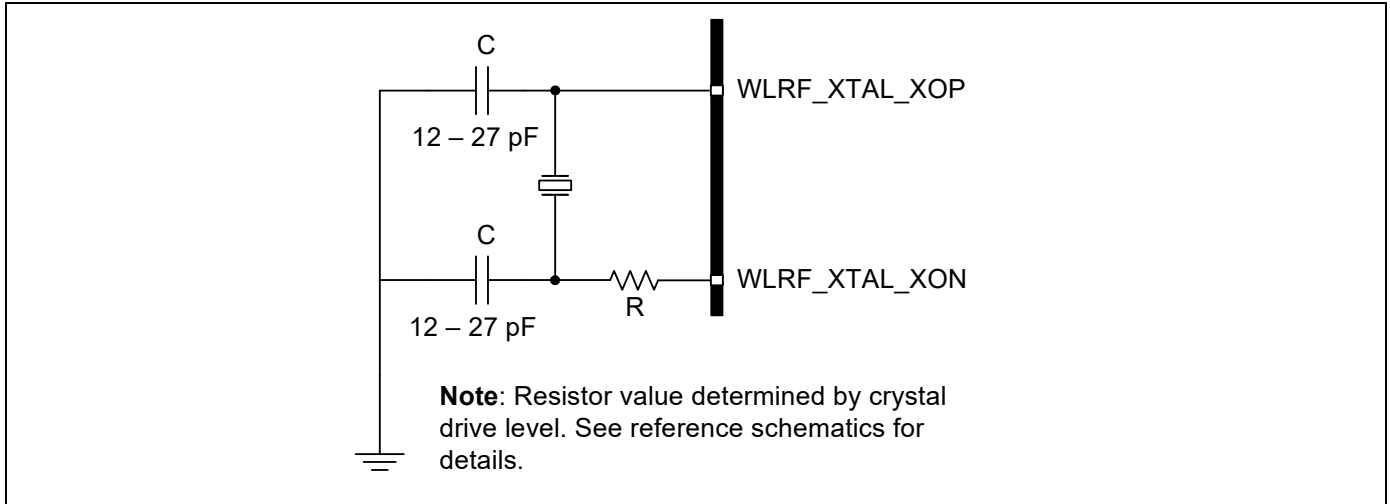 C
WLRF_XTAL_XOP
12 – 27 pF
C
WLRF_XTAL_XON
R
12 – 27 pF
Note: Resistor value determined by crystal
drive level. See reference schematics for
details.